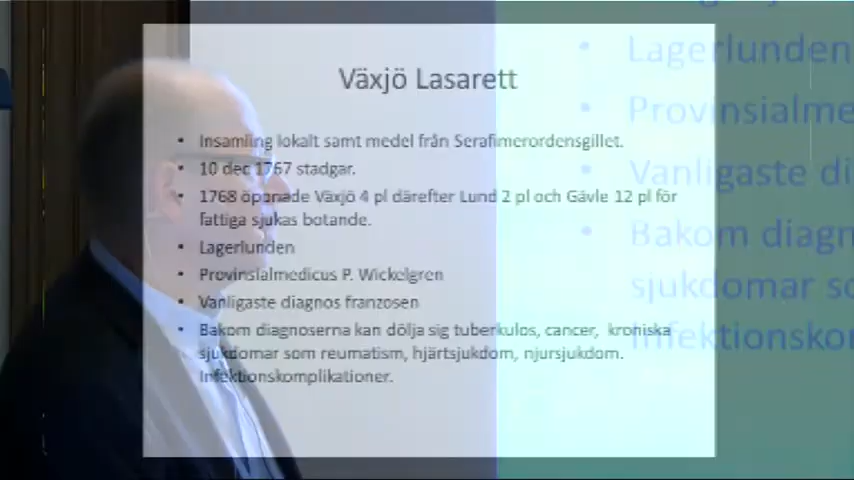 Växjö Lasarett
• Insamling lokalt samt medel från Serafimerordensgillet.
• 10 dec 1767 stadgar.
• 1768 öppnade Växjö 4 pl därefter Lund 2 pl och Gävle 12 pl för
fattiga sjukas botande.
• Lagerlunden
• Provinsialmedicus P. Wickelgren
• Vanligaste diagnos franzosen
• Bakom diagnoserna kan dölja sig tuberkulos, cancer, kroniska
sjukdomar som reumatism, hjärtsjukdom, njursjukdom.
Infektionskomplikationer.
• Lagerlunden
• Provinsialme
• Vanligaste di
• Bakom diagn
sjukdomar so
Infektionskor